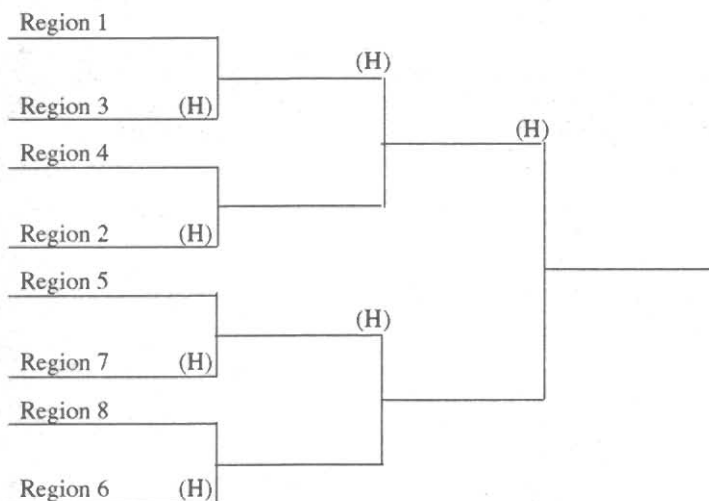 Region 1
(H)
Region 3 (H)
(H)
Region 4
Region 2 (H)
Region 5
(H)
Region 7 (H)
Region 8
Region 6 (H)